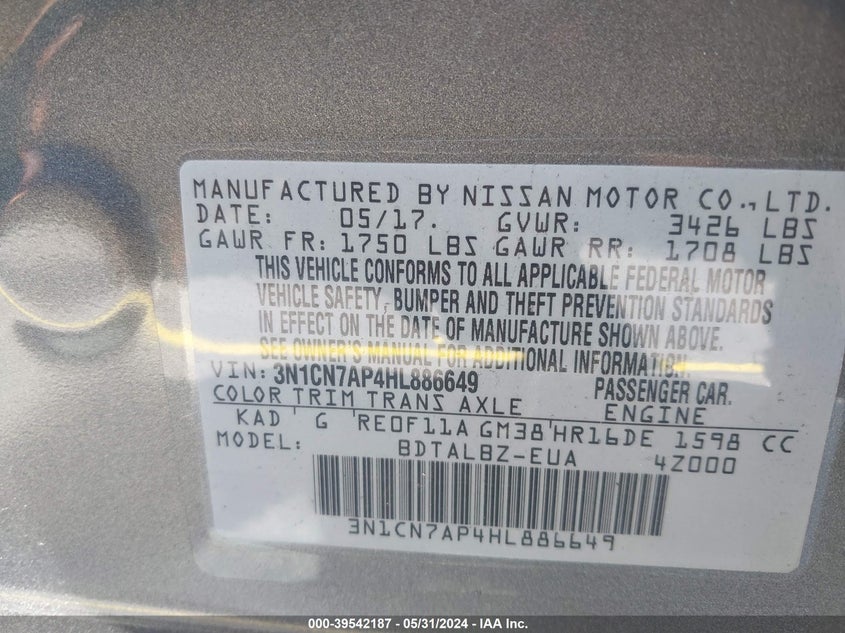 MANUFACTURED BY NISSAN MOTOR CO., LTD.
DATE: 05/17. GVWR: 3426 LBS
GAWR FR: 1750 LBS GAWR RR: 1708 LBS
THIS VEHICLE CONFORMS TO ALL APPLICABLE FEDERAL MOTOR
VEHICLE SAFETY, BUMPER AND THEFT PREVENTION STANDARDS
IN EFFECT ON THE DATE OF MANUFACTURE SHOWN ABOVE.
SEE OWNER'S MANUAL FOR ADDITIONAL INFORMATION.
VIN: 3N1CN7AP4HL886649 PASSENGER CAR.
COLOR TRIM TRANS AXLE ENGINE
KAD G RE0F11A GM38 HR16DE 1598 CC
MODEL: BDTALBZ-EUA 4Z000
3N1CN7AP4HL886649
000-39542187 - 05/31/2024 - IAA Inc.